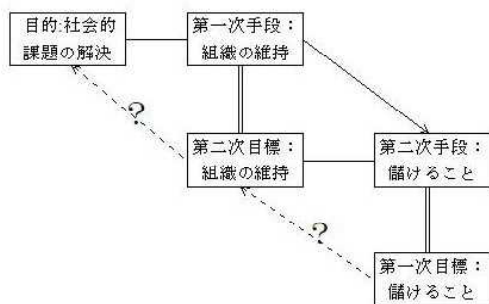 目的:社会的
課題の解決
第一次手段：
組織の維持
?
第二次目標：
組織の維持
第二次手段：
儲けること
?
第一次目標：
儲けること